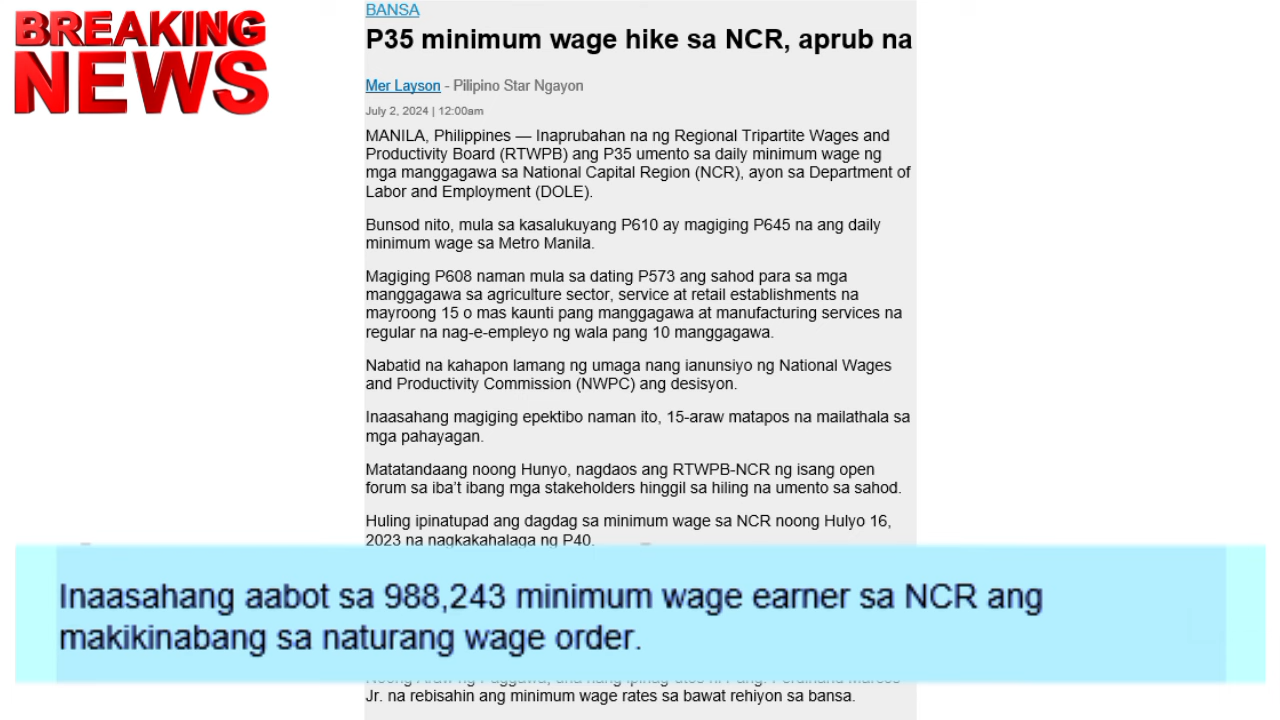 BREAKING
NEWS
BANSA
P35 minimum wage hike sa NCR, aprub na
Mer Layson - Pilipino Star Ngayon
July 2, 2024 | 12:00am
MANILA, Philippines — Inaprubahan na ng Regional Tripartite Wages and
Productivity Board (RTWPB) ang P35 umento sa daily minimum wage ng
mga manggagawa sa National Capital Region (NCR), ayon sa Department of
Labor and Employment (DOLE).
Bunsod nito, mula sa kasalukuyang P610 ay magiging P645 na ang daily
minimum wage sa Metro Manila.
Magiging P608 naman mula sa dating P573 ang sahod para sa mga
manggagawa sa agriculture sector, service at retail establishments na
mayroong 15 o mas kaunti pang manggagawa at manufacturing services na
regular na nag-e-empleyo ng wala pang 10 manggagawa.
Nabatid na kahapon lamang ng umaga nang ianunsiyo ng National Wages
and Productivity Commission (NWPC) ang desisyon.
Inaasahang magiging epektibo naman ito, 15-araw matapos na mailathala sa
mga pahayagan.
Matatandaang noong Hunyo, nagdaos ang RTWPB-NCR ng isang open
forum sa iba’t ibang mga stakeholders hinggil sa hiling na umento sa sahod.
Huling ipinatupad ang dagdag sa minimum wage sa NCR noong Hulyo 16,
2023 na nagkakahalaga ng P40.
Inaasahang aabot sa 988,243 minimum wage earner sa NCR ang
makikinabang sa naturang wage order.
Jr. na rebisahin ang minimum wage rates sa bawat rehiyon sa bansa.